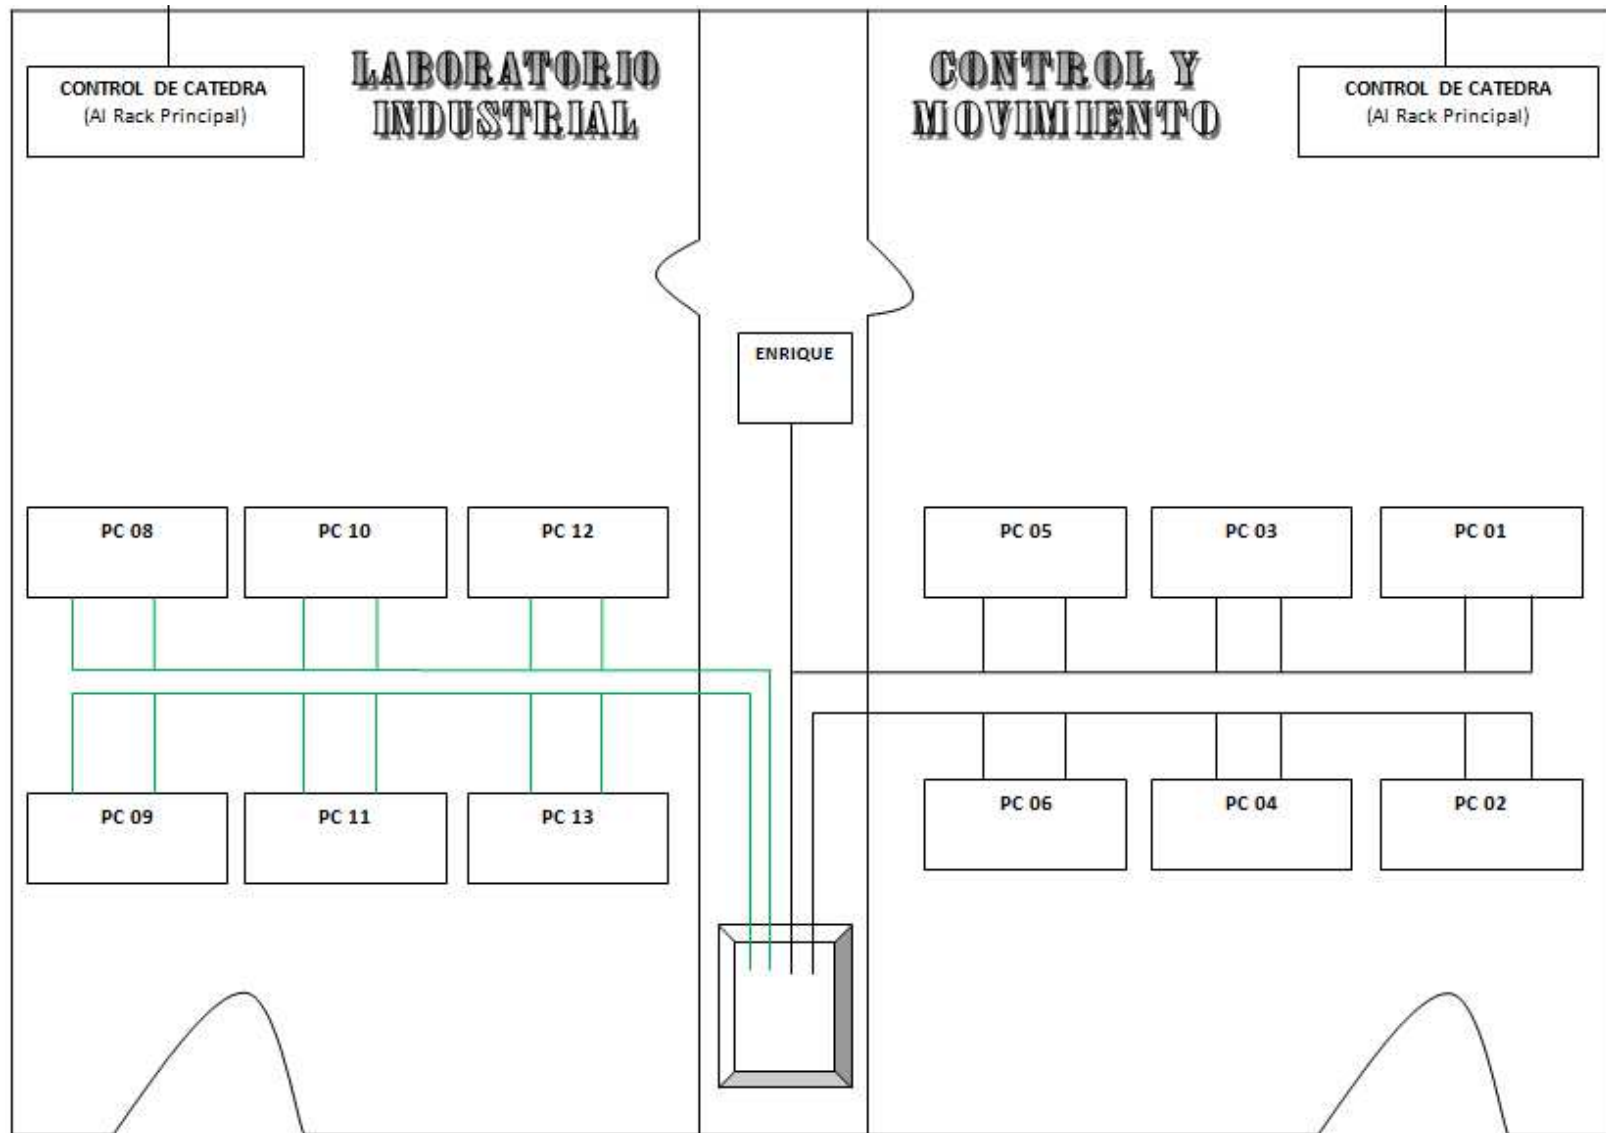 CONTROL DE CATEDRA
(Al Rack Principal)
LABORATORIO
INDUSTRIAL
CONTROL Y
MOVIMIENTO
CONTROL DE CATEDRA
(Al Rack Principal)
ENRIQUE
PC 08
PC 10
PC 12
PC 05
PC 03
PC 01
PC 09
PC 11
PC 13
PC 06
PC 04
PC 02